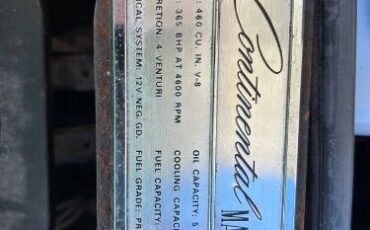 Continental MA
: 460 CU. IN. V-8 OIL CAPACITY: 5
: 365 BHP AT 4600 RPM COOLING CAPAC
RETION: 4 VENTURI FUEL CAPACITY:
ICAL SYSTEM: 12V NEG. GD. FUEL GRADE: PR